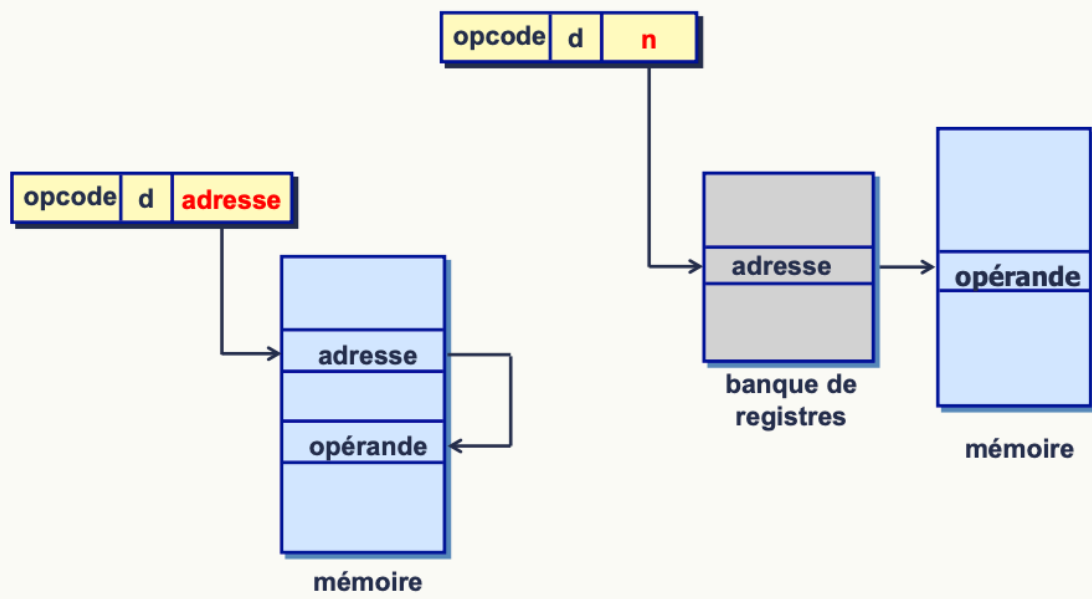 opcode d n
opcode d adresse
adresse
opérande
mémoire
adresse
banque de
registres
opérande
mémoire